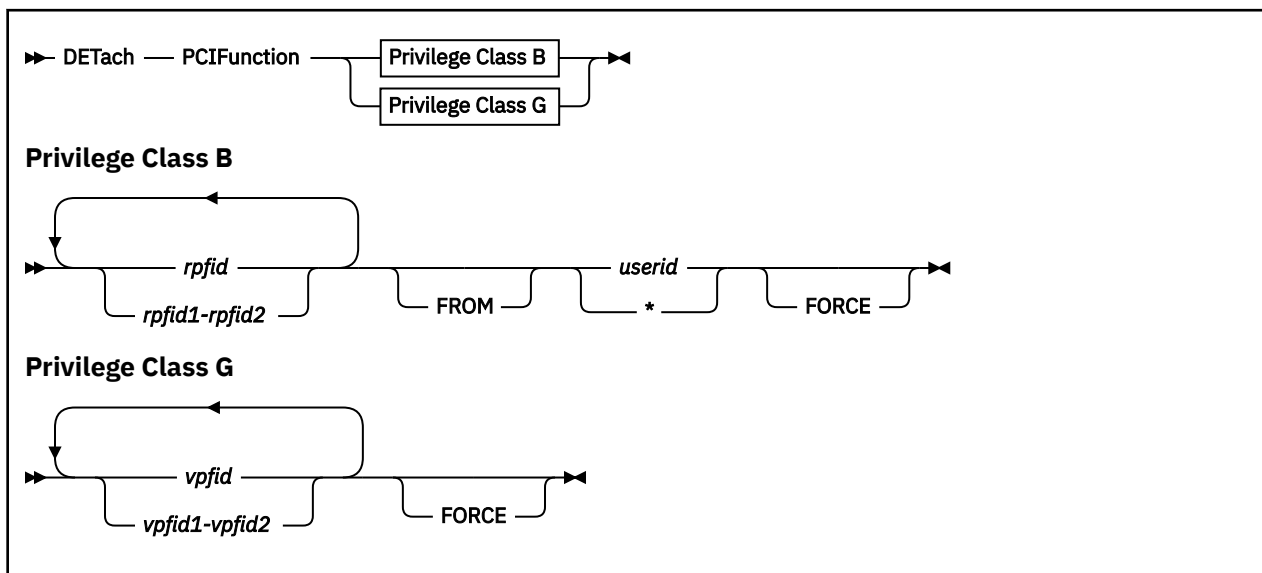 DETach PCIFunction Privilege Class B
Privilege Class G
Privilege Class B
rpfid userid
rpfid1-rpfid2 FROM * FORCE
Privilege Class G
vpfid
vpfid1-vpfid2 FORCE